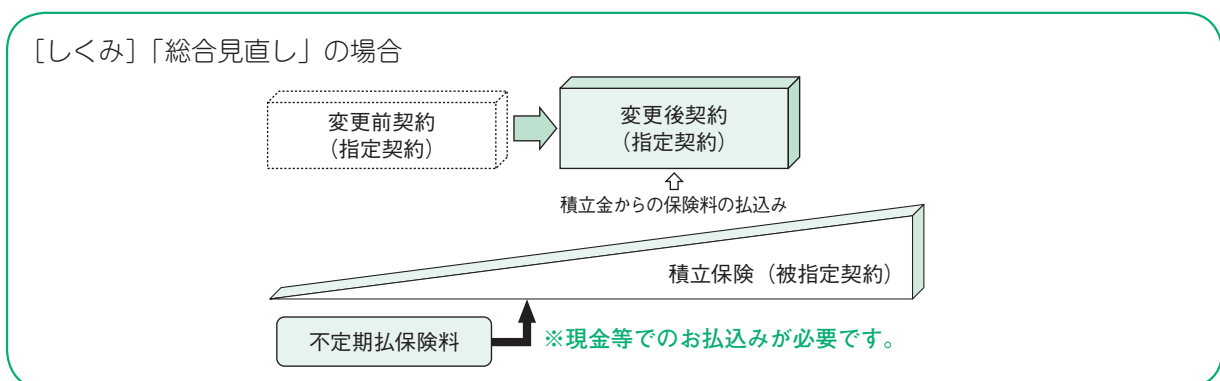 ［しくみ］「総合見直し」の場合
変更前契約
（指定契約）
変更後契約
（指定契約）
積立金からの保険料の払込み
積立保険（被指定契約）
不定期払保険料
※現金等でのお払込みが必要です。